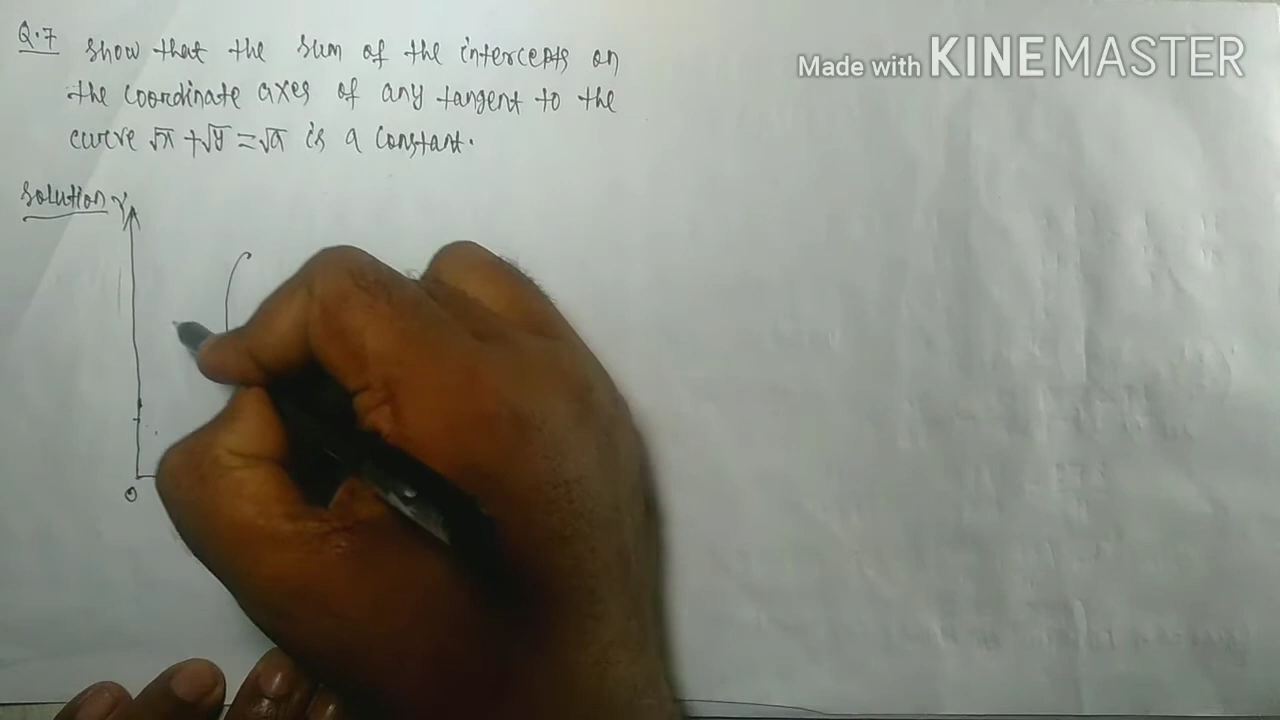 Q.7 Show that the sum of the intercepts on
the coordinate axes of any tangent to the
curve √x + √y = √a is a constant.
Solution
Y
O
Made with KINEMASTER